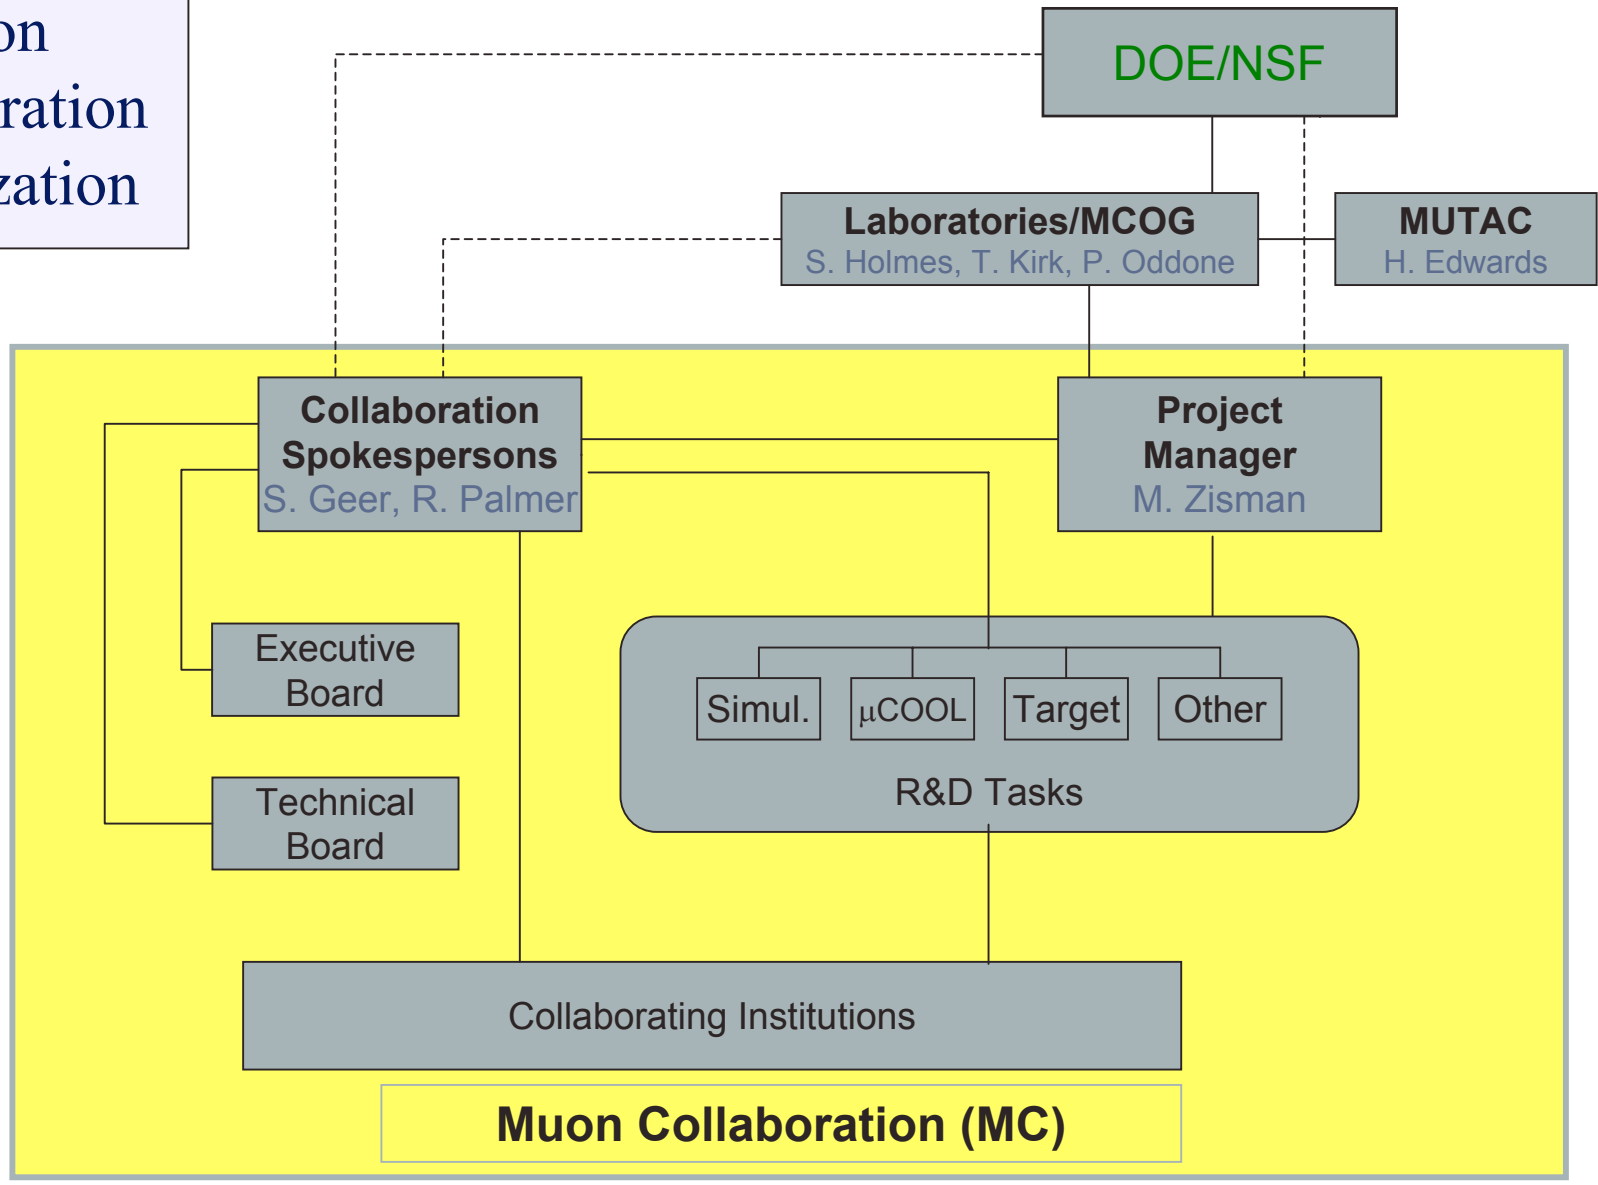 on
ration
zation
DOE/NSF
Laboratories/MCOG
S. Holmes, T. Kirk, P. Oddone
MUTAC
H. Edwards
Collaboration
Spokespersons
S. Geer, R. Palmer
Project
Manager
M. Zisman
Executive
Board
Simul.
μCOOL
Target
Other
R&D Tasks
Technical
Board
Collaborating Institutions
Muon Collaboration (MC)